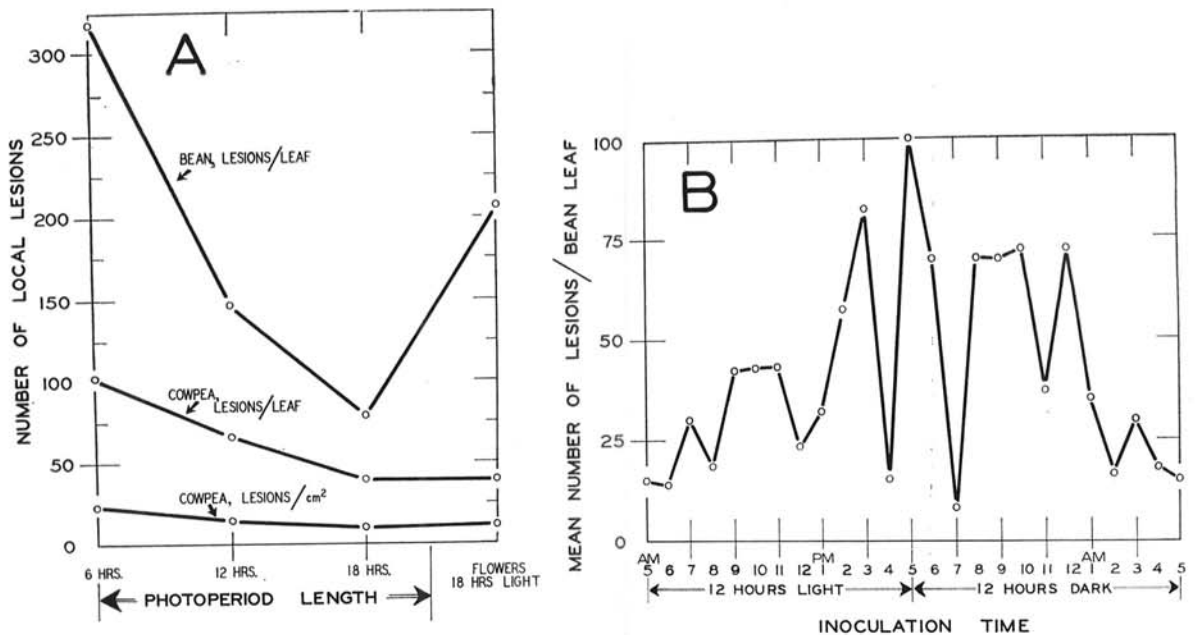 A
NUMBER OF LOCAL LESIONS
300
250
200
150
100
50
0
BEAN, LESIONS/LEAF
COWPEA,
LESIONS/LEAF
COWPEA, LESIONS/cm²
6 HRS.
12 HRS.
18 HRS.
FLOWERS
18 HRS LIGHT
PHOTOPERIOD LENGTH
B
MEAN NUMBER OF LESIONS/BEAN LEAF
100
75
50
25
0
AM
PM
AM
5 6 7 8 9 10 11 12 1 2 3 4 5 6 7 8 9 10 11 12 1 2 3 4 5
12 HOURS LIGHT
12 HOURS DARK
INOCULATION TIME